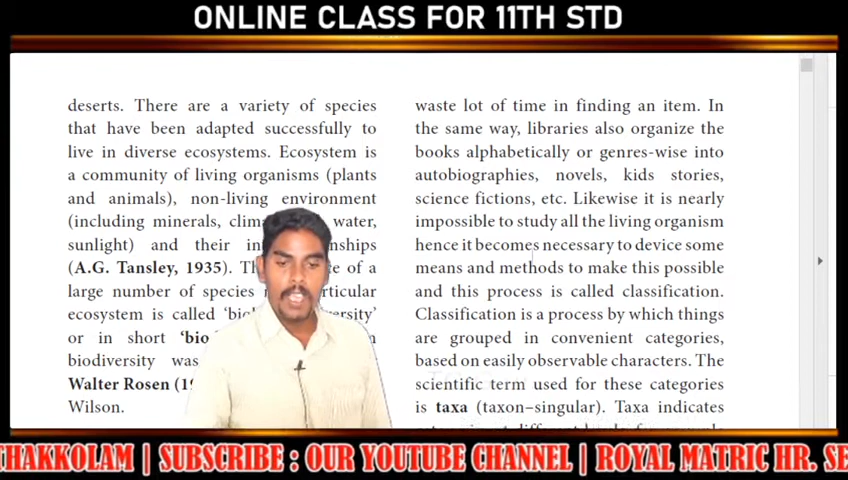 ONLINE CLASS FOR 11TH STD
deserts. There are a variety of species
that have been adapted successfully to
live in diverse ecosystems. Ecosystem is
a community of living organisms (plants
and animals), non-living environment
(including minerals, water,
sunlight) and their
(A.G. Tansley, 1935). of a
large number of species
ecosystem is called
or in short
biodiversity was
Walter Rosen
Wilson.
waste lot of time in finding an item. In
the same way, libraries also organize the
books alphabetically or genres-wise into
autobiographies, novels, kids stories,
science fictions, etc. Likewise it is nearly
impossible to study all the living organism
hence it becomes necessary to device some
means and methods to make this possible
and this process is called classification.
Classification is a process by which things
are grouped in convenient categories,
based on easily observable characters. The
scientific term used for these categories
is taxa (taxon–singular). Taxa indicates
THAKKOLAM | SUBSCRIBE : OUR YOUTUBE CHANNEL | ROYAL MATRIC HR. SE